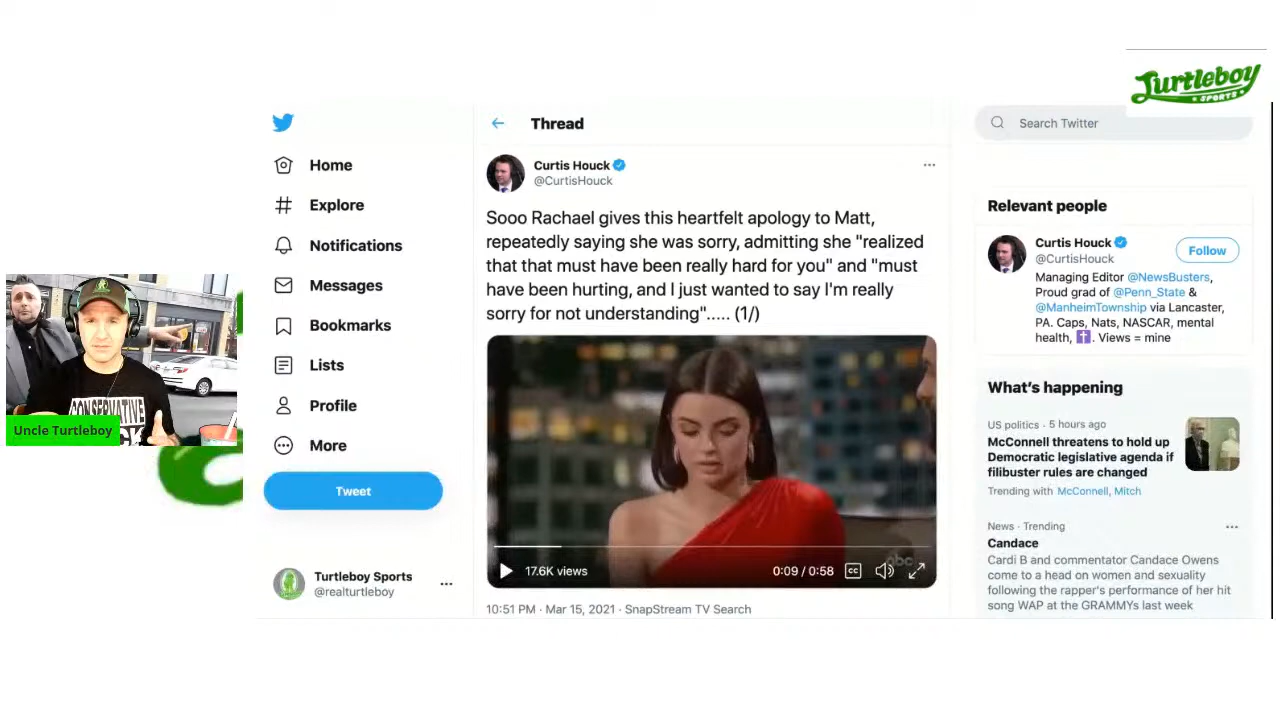 Turtleboy
SPORTS
Home
Explore
Notifications
Messages
Bookmarks
Lists
Profile
More
Tweet
Turtleboy Sports
@realturtleboy
Thread
Curtis Houck
@CurtisHouck
Sooo Rachael gives this heartfelt apology to Matt,
repeatedly saying she was sorry, admitting she "realized
that that must have been really hard for you" and "must
have been hurting, and I just wanted to say I'm really
sorry for not understanding"..... (1/)
abc
17.6K views
0:09 / 0:58
CC
10:51 PM · Mar 15, 2021 · SnapStream TV Search
Search Twitter
Relevant people
Curtis Houck
@CurtisHouck
Follow
Managing Editor @NewsBusters,
Proud grad of @Penn_State &
@ManheimTownship via Lancaster,
PA. Caps, Nats, NASCAR, mental
health, ✝️. Views = mine
What's happening
US politics · 5 hours ago
McConnell threatens to hold up
Democratic legislative agenda if
filibuster rules are changed
Trending with McConnell, Mitch
News · Trending
Candace
Cardi B and commentator Candace Owens
come to a head on women and sexuality
following the rapper's performance of her hit
song WAP at the GRAMMYs last week
CONSERVATIVE
Uncle Turtleboy